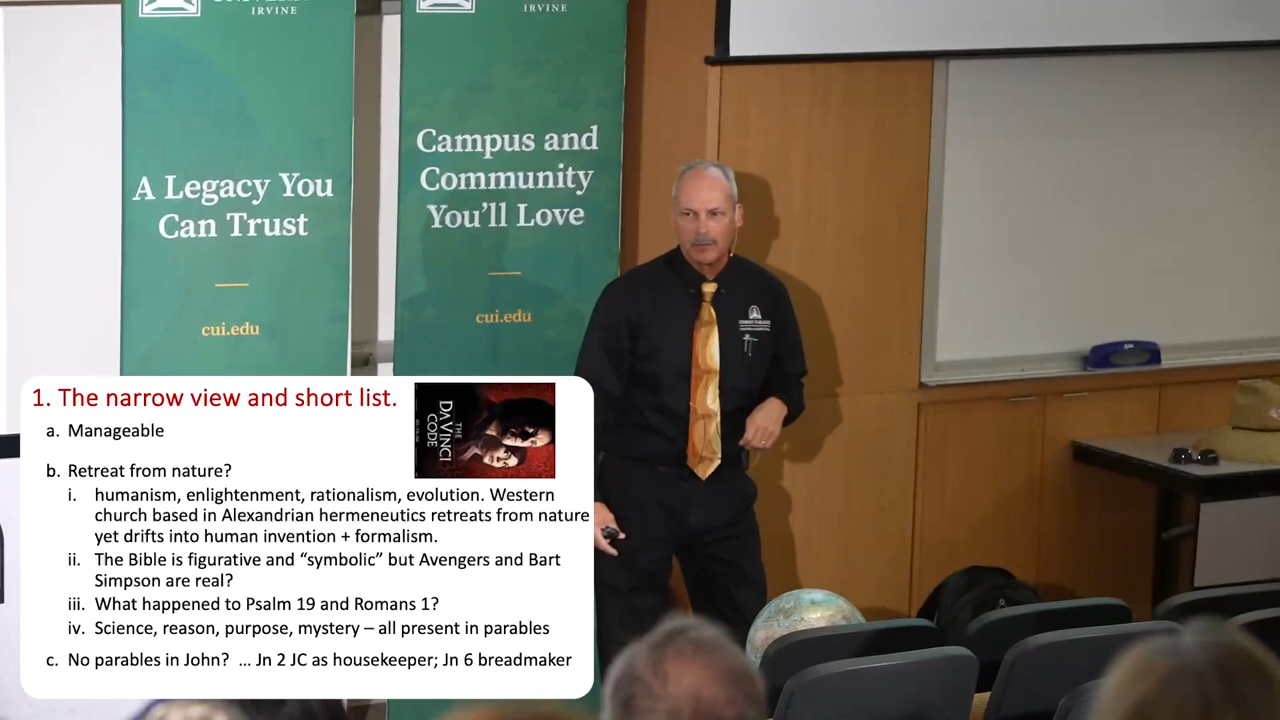 IRVINE
IRVINE
A Legacy You
Can Trust
cui.edu
Campus and
Community
You'll Love
cui.edu
1. The narrow view and short list.
THE
DAVINCI
CODE
a. Manageable
b. Retreat from nature?
i. humanism, enlightenment, rationalism, evolution. Western
church based in Alexandrian hermeneutics retreats from nature
yet drifts into human invention + formalism.
ii. The Bible is figurative and “symbolic” but Avengers and Bart
Simpson are real?
iii. What happened to Psalm 19 and Romans 1?
iv. Science, reason, purpose, mystery – all present in parables
c. No parables in John? ... Jn 2 JC as housekeeper; Jn 6 breadmaker